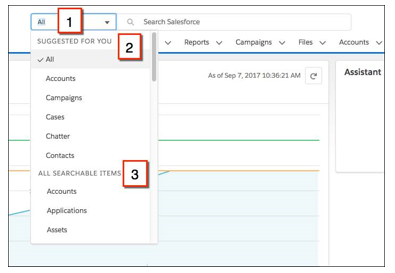 All 1 Search Salesforce
SUGGESTED FOR YOU 2
Reports Campaigns Files Accounts
All
Accounts
As of Sep 7, 2017 10:36:21 AM
Assistant
Campaigns
Cases
Chatter
Contacts
ALL SEARCHABLE ITEMS 3
Accounts
Applications
Assets